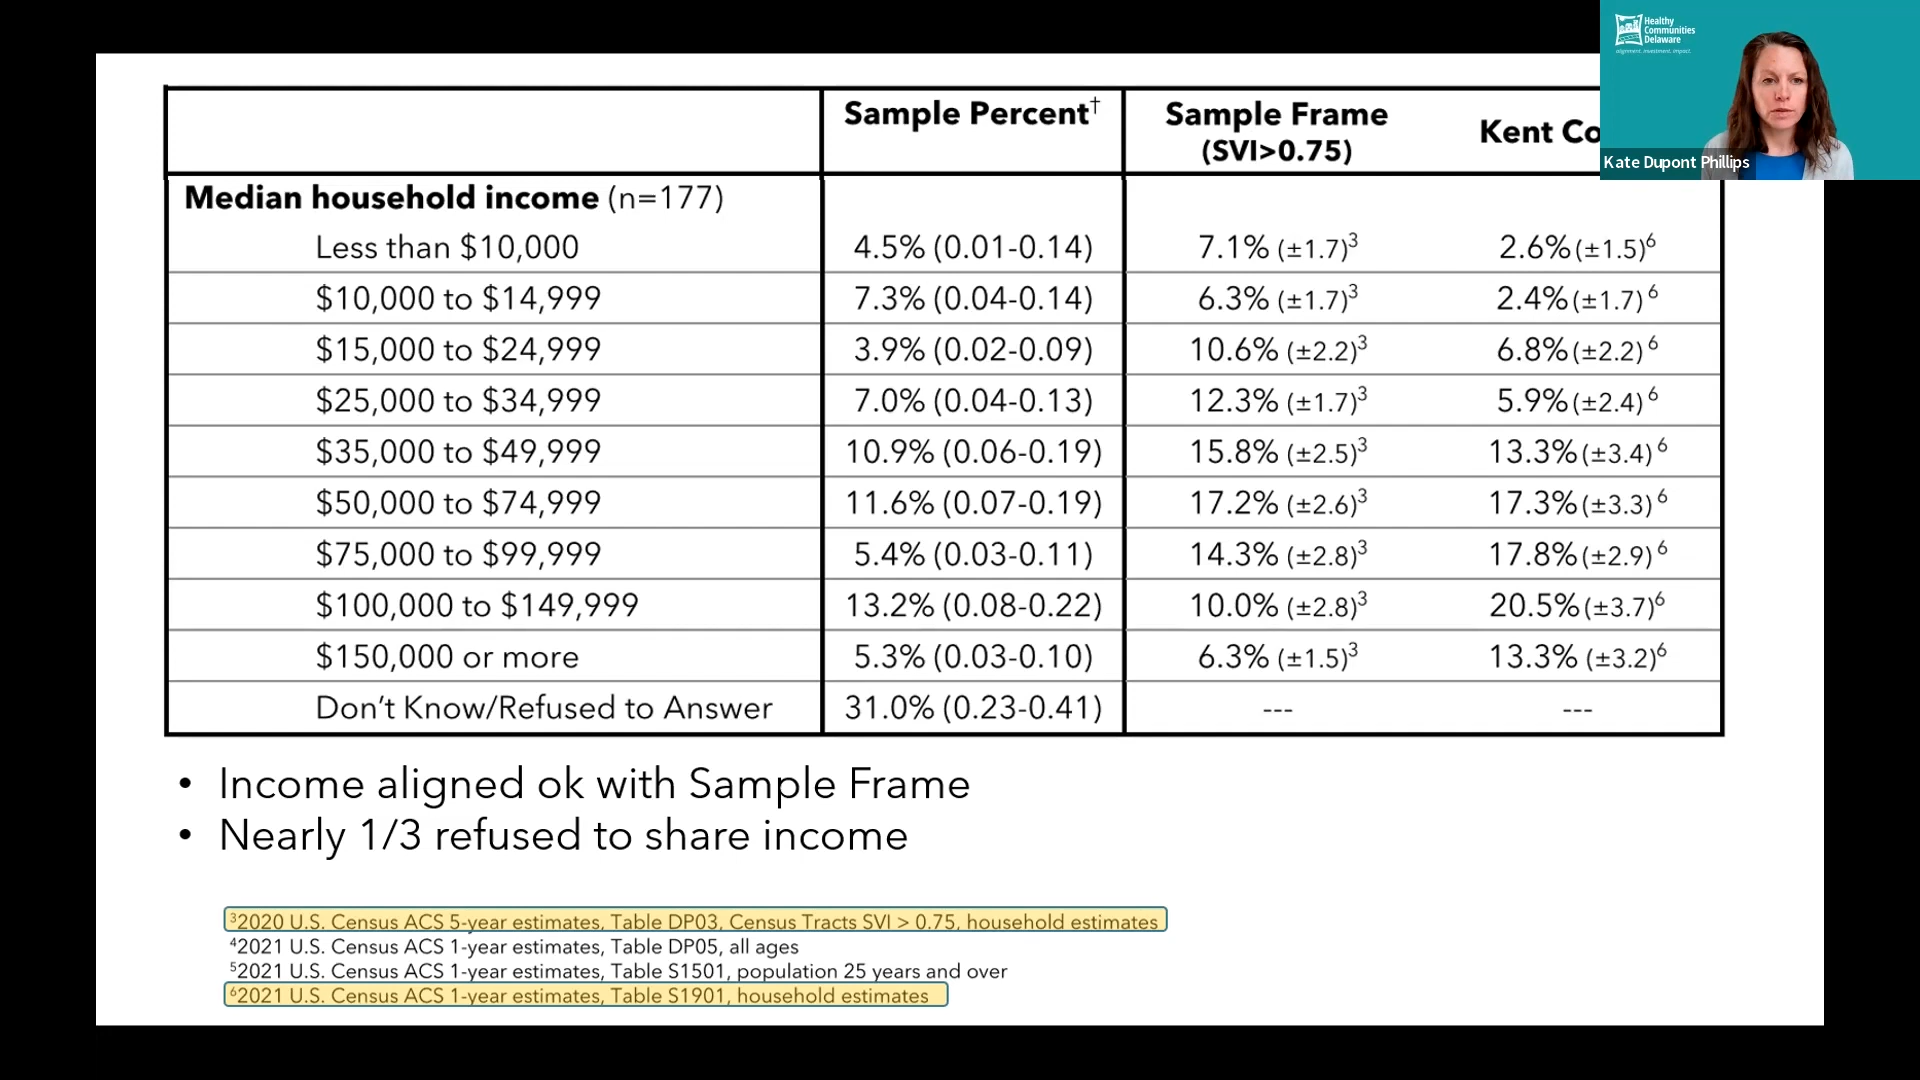 Healthy
Communities
Delaware
alignment. investment. impact.
Kate Dupont Phillips
Sample Percent† Sample Frame (SVI>0.75) Kent Co
Median household income (n=177)
Less than $10,000 4.5% (0.01-0.14) 7.1% (±1.7)³ 2.6% (±1.5)⁶
$10,000 to $14,999 7.3% (0.04-0.14) 6.3% (±1.7)³ 2.4% (±1.7)⁶
$15,000 to $24,999 3.9% (0.02-0.09) 10.6% (±2.2)³ 6.8% (±2.2)⁶
$25,000 to $34,999 7.0% (0.04-0.13) 12.3% (±1.7)³ 5.9% (±2.4)⁶
$35,000 to $49,999 10.9% (0.06-0.19) 15.8% (±2.5)³ 13.3% (±3.4)⁶
$50,000 to $74,999 11.6% (0.07-0.19) 17.2% (±2.6)³ 17.3% (±3.3)⁶
$75,000 to $99,999 5.4% (0.03-0.11) 14.3% (±2.8)³ 17.8% (±2.9)⁶
$100,000 to $149,999 13.2% (0.08-0.22) 10.0% (±2.8)³ 20.5% (±3.7)⁶
$150,000 or more 5.3% (0.03-0.10) 6.3% (±1.5)³ 13.3% (±3.2)⁶
Don't Know/Refused to Answer 31.0% (0.23-0.41) --- ---
• Income aligned ok with Sample Frame
• Nearly 1/3 refused to share income
³2020 U.S. Census ACS 5-year estimates, Table DP03, Census Tracts SVI > 0.75, household estimates
⁴2021 U.S. Census ACS 1-year estimates, Table DP05, all ages
⁵2021 U.S. Census ACS 1-year estimates, Table S1501, population 25 years and over
⁶2021 U.S. Census ACS 1-year estimates, Table S1901, household estimates